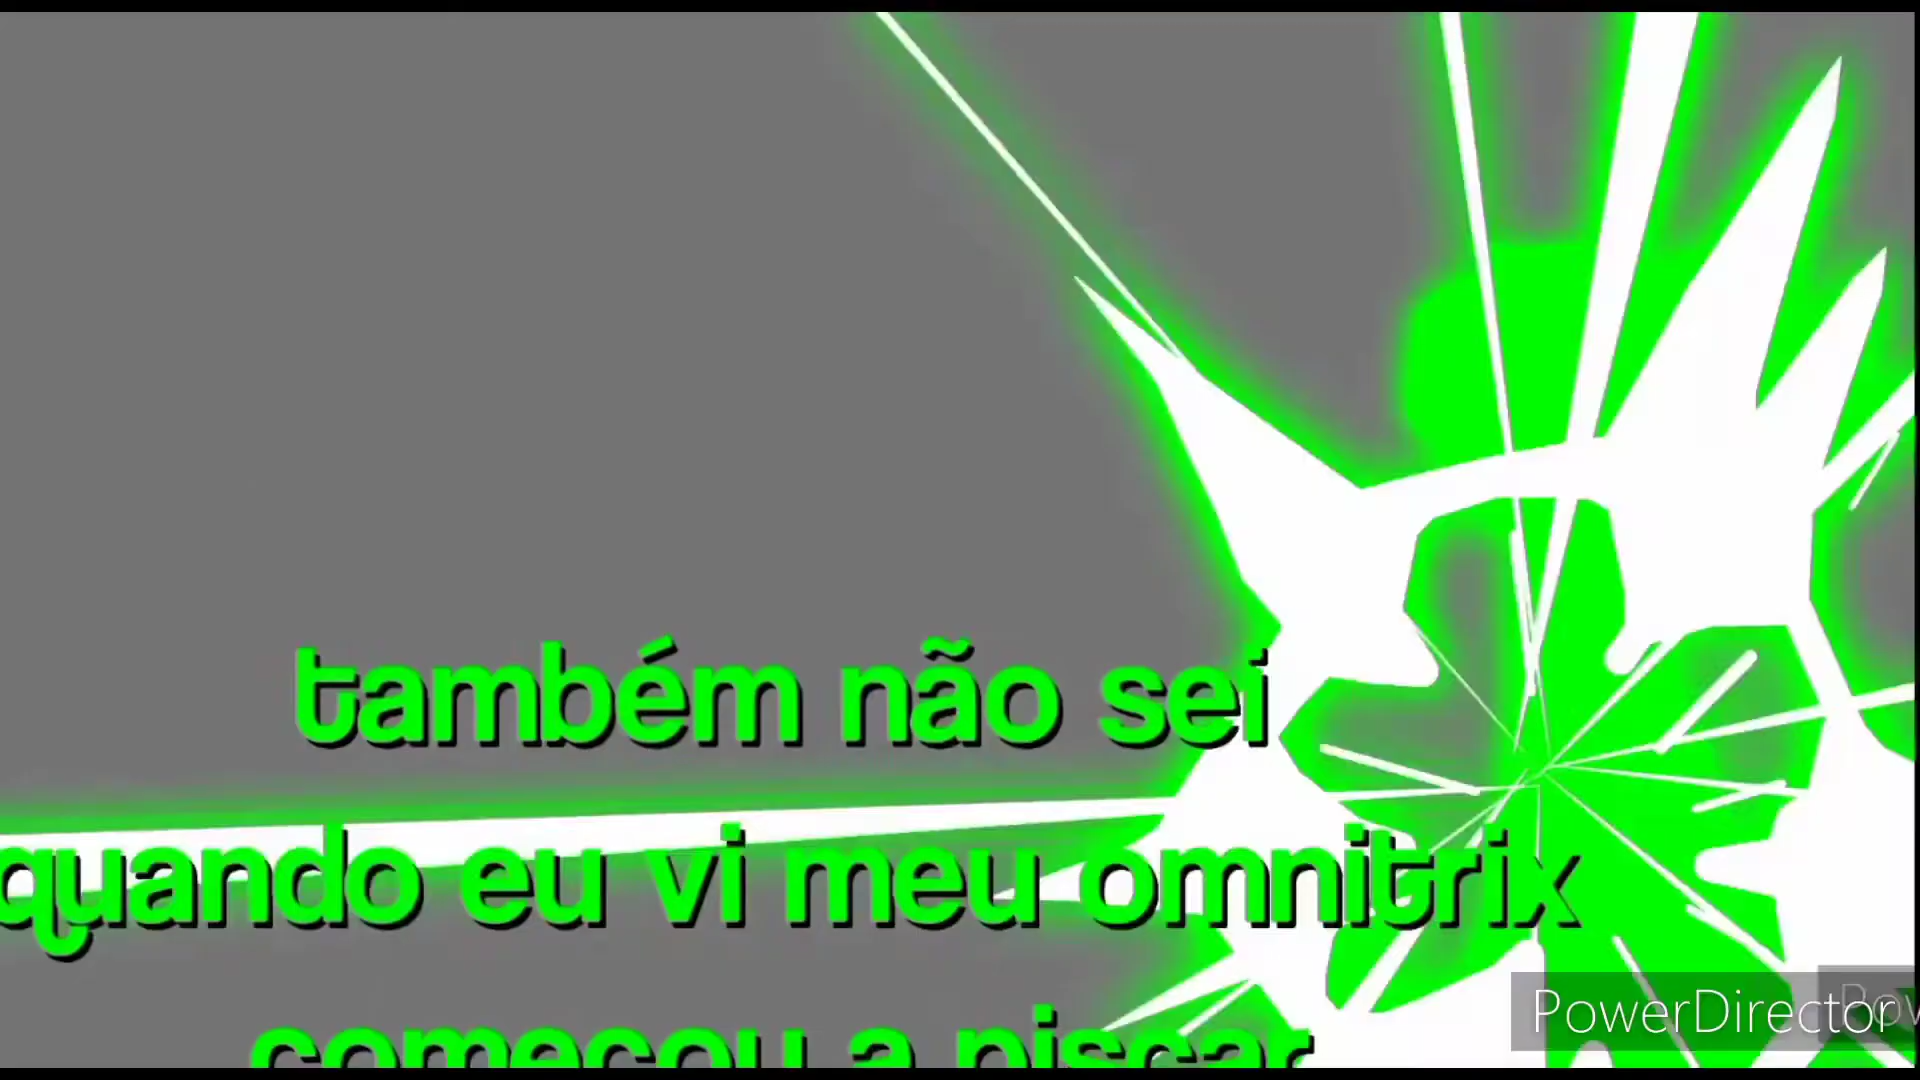 também não sei
quando eu vi meu omnitrix
começou a piscar
PowerDirector